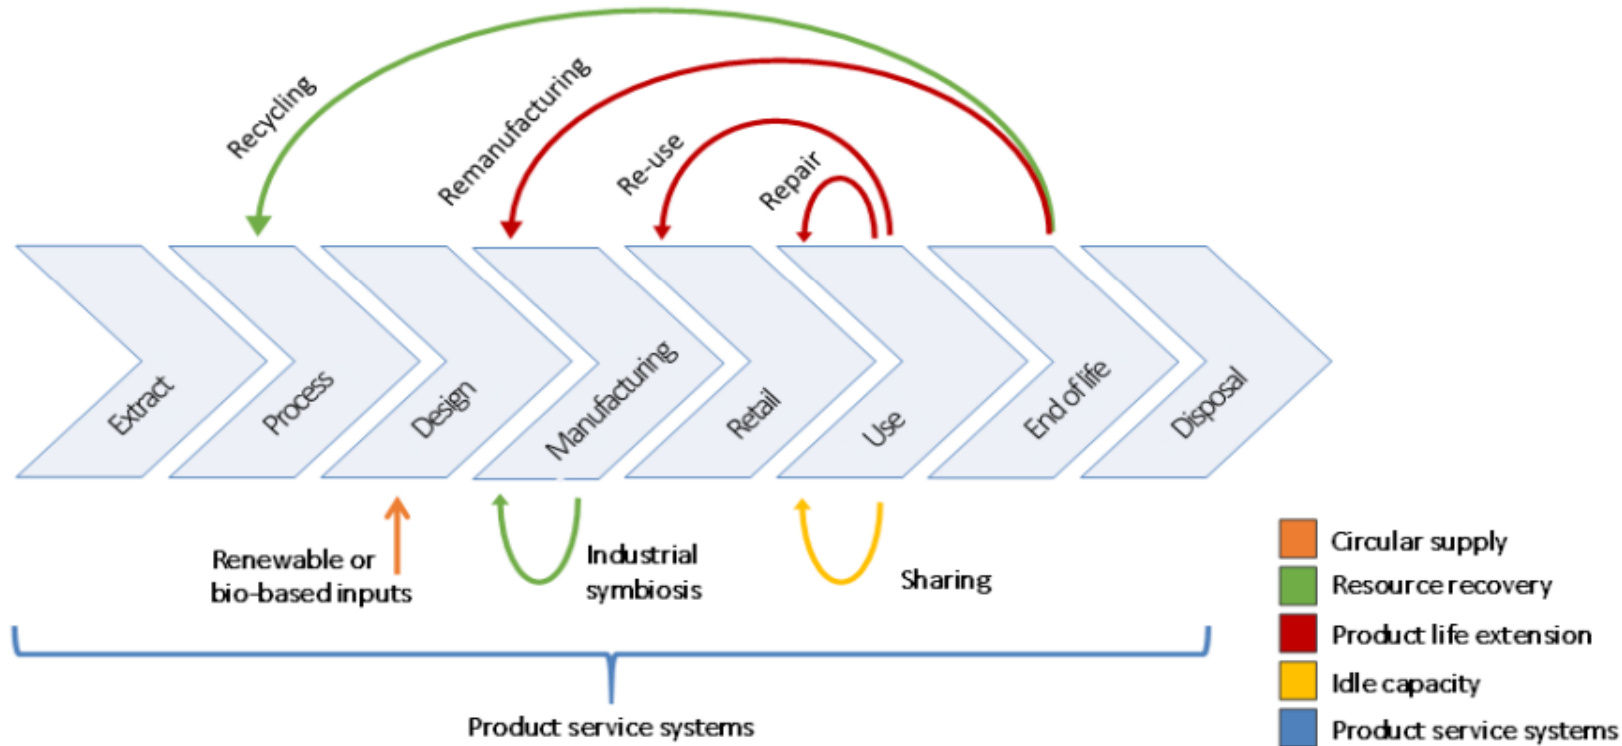 Recycling
Remanufacturing
Re-use
Repair
Extract
Process
Design
Manufacturing
Retail
Use
End of life
Disposal
Renewable or
bio-based inputs
Industrial
symbiosis
Sharing
Product service systems
Circular supply
Resource recovery
Product life extension
Idle capacity
Product service systems